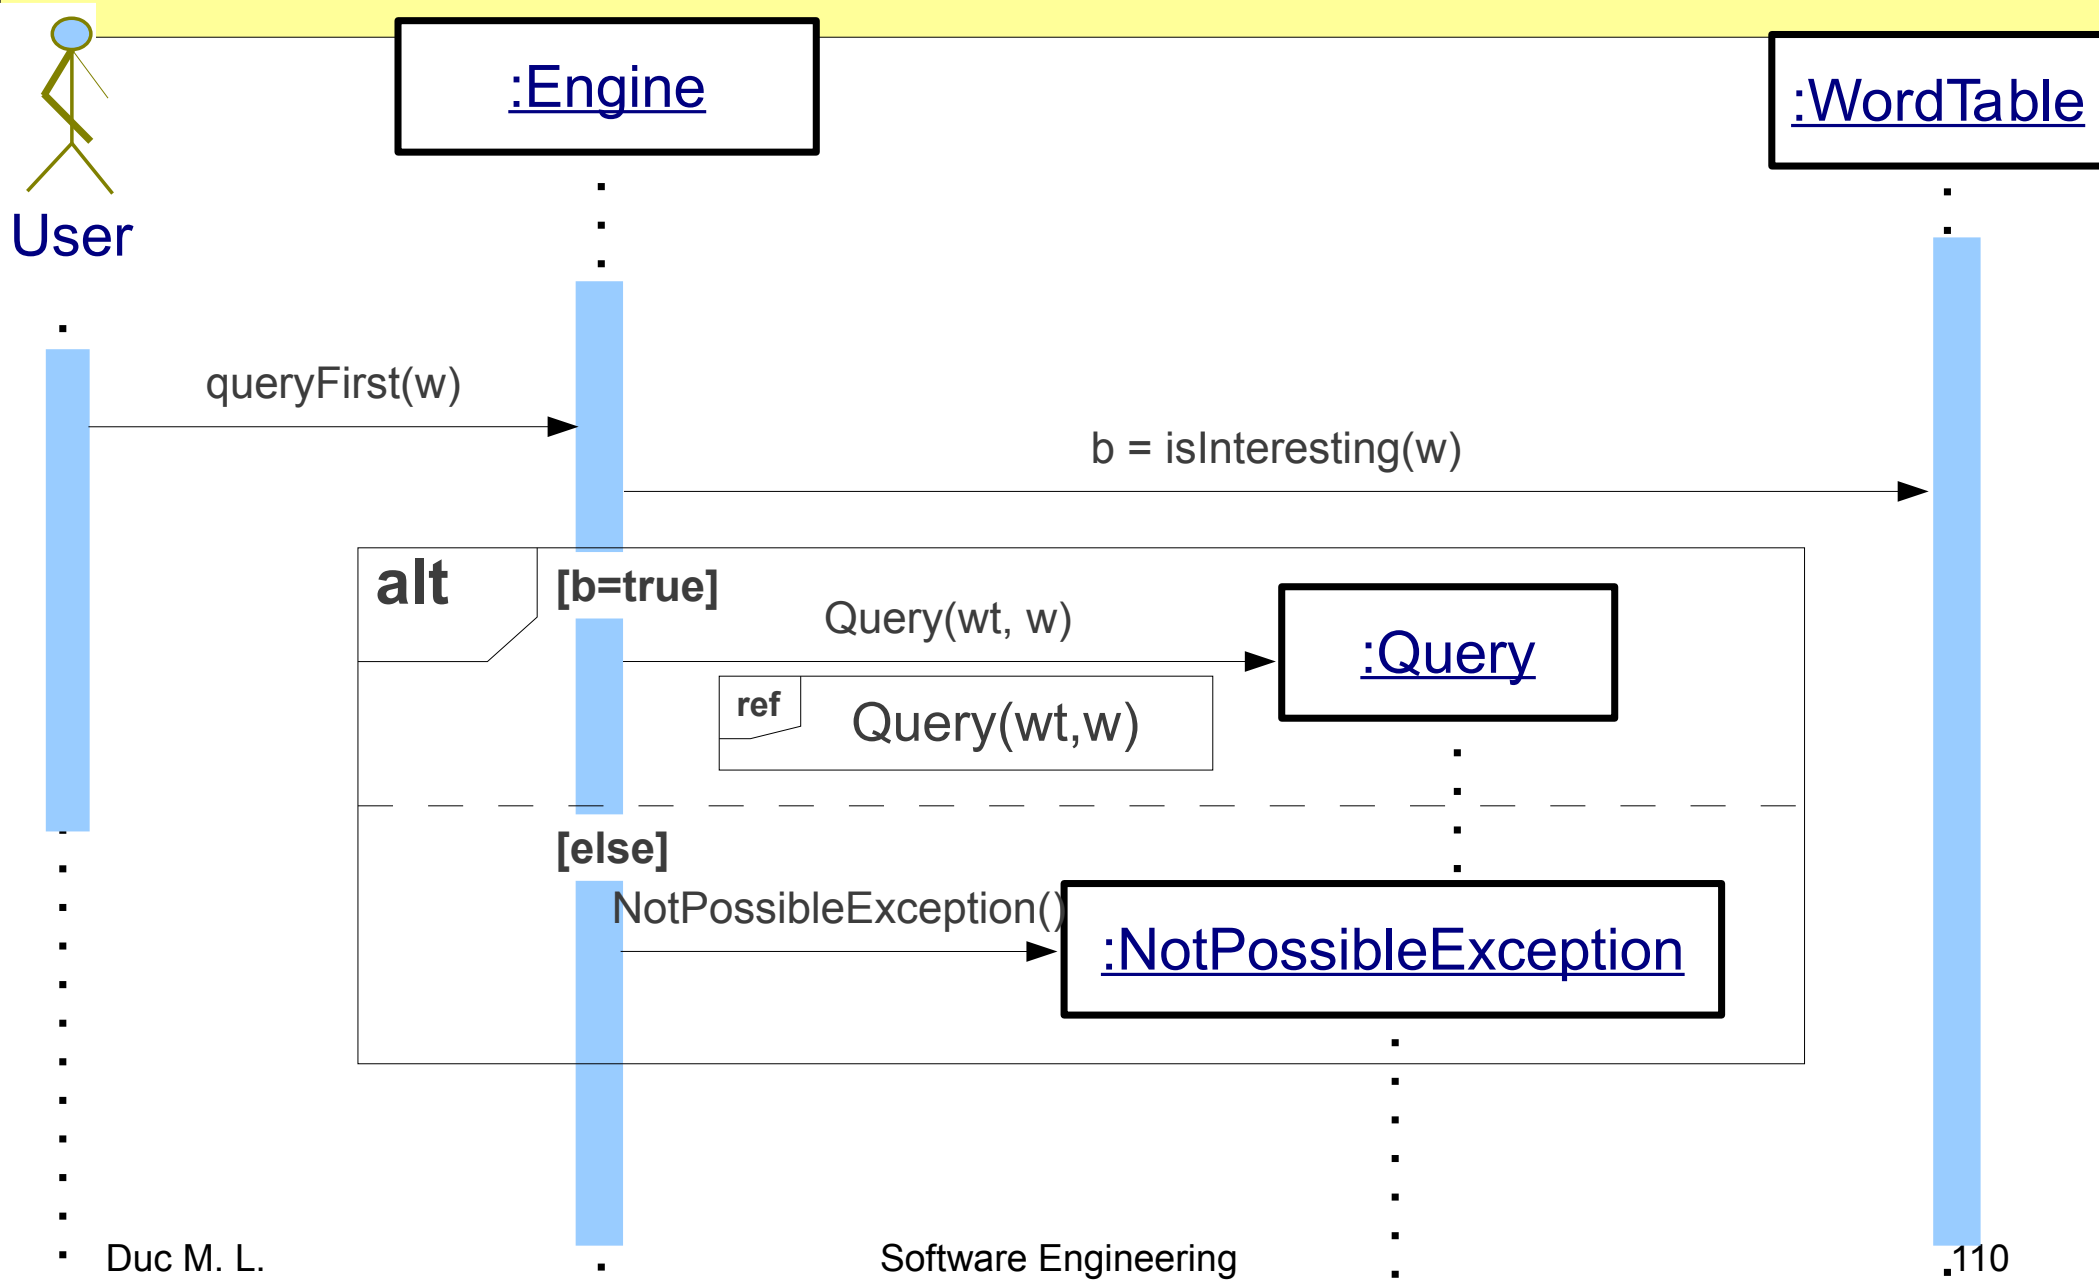 :Engine
:WordTable
User
queryFirst(w)
b = isInteresting(w)
alt
[b=true]
Query(wt, w)
:Query
ref
Query(wt,w)
[else]
NotPossibleException()
:NotPossibleException
Duc M. L.
Software Engineering
110